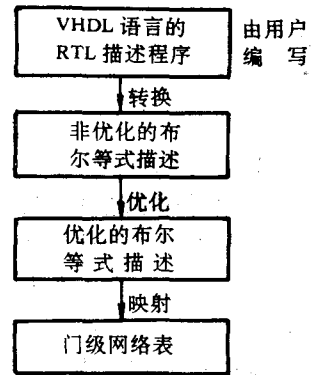 VHDL 语言的
RTL 描述程序
由用户
编 写
转换
非优化的布
尔等式描述
优化
优化的布尔
等 式 描 述
映射
门级网络表